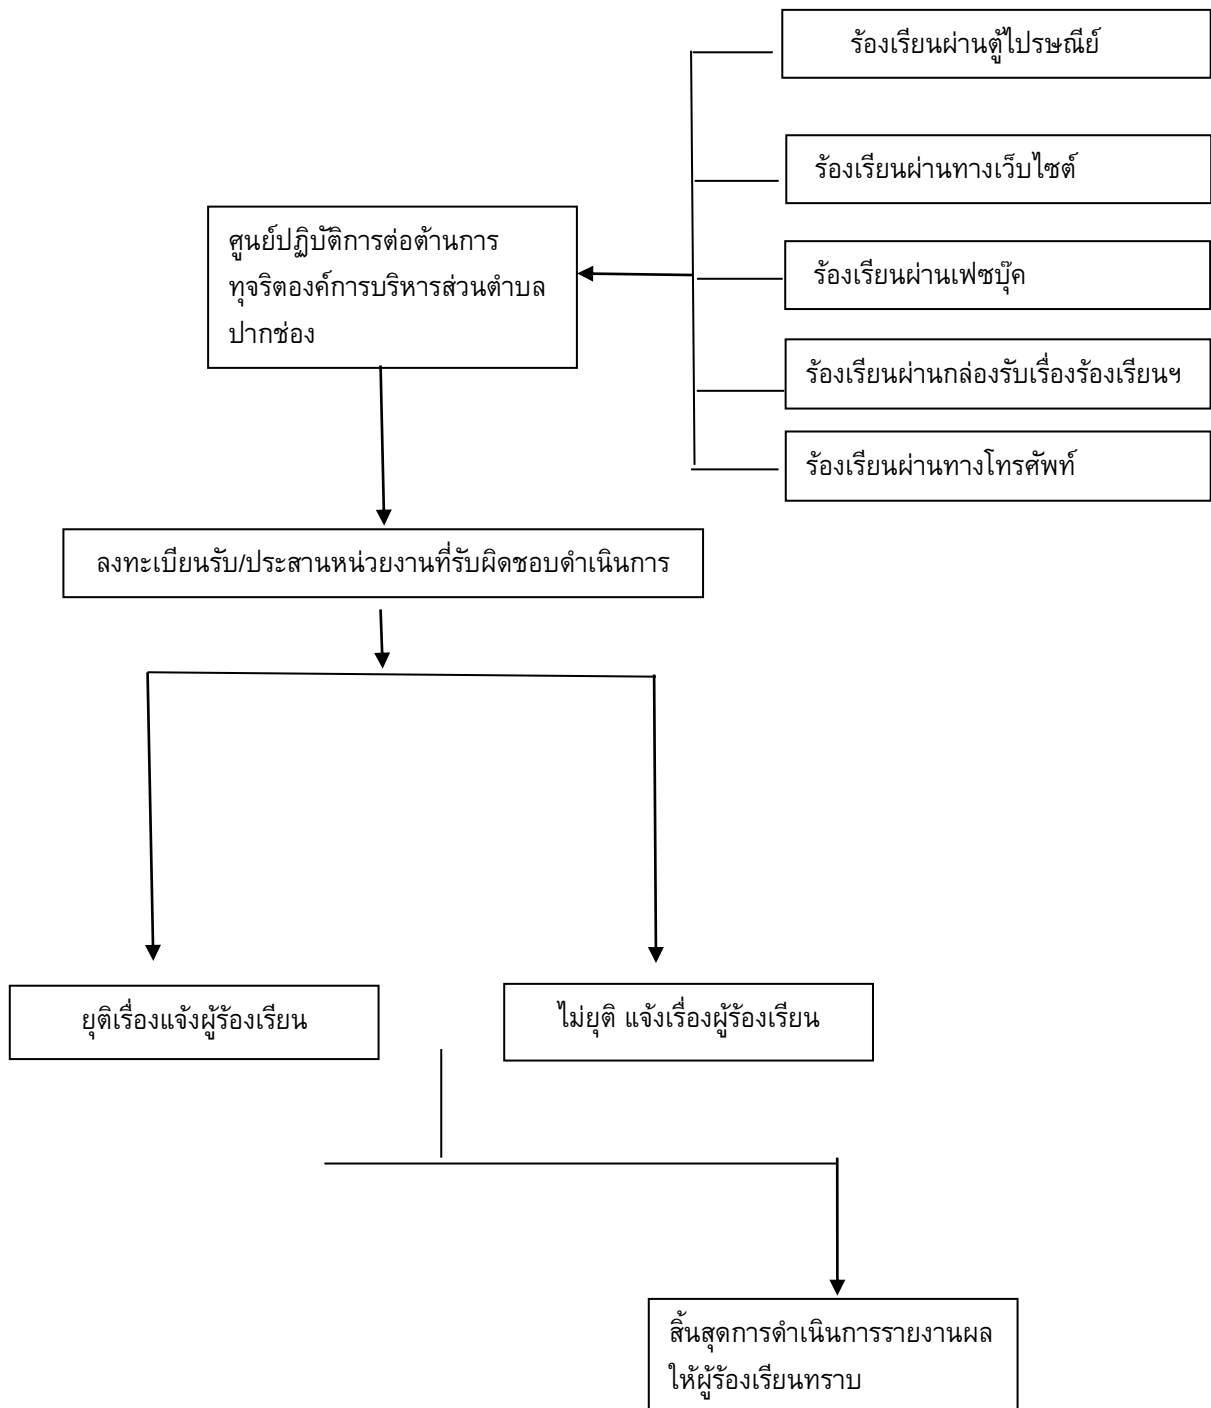 ร้องเรียนผ่านตู้ไปรษณีย์
ร้องเรียนผ่านทางเว็บไซต์
ศูนย์ปฏิบัติการต่อต้านการ
ทุจริตองค์การบริหารส่วนตำบล
ปากช่อง
ร้องเรียนผ่านเฟซบุ๊ค
ร้องเรียนผ่านกล่องรับเรื่องร้องเรียนฯ
ร้องเรียนผ่านทางโทรศัพท์
ลงทะเบียนรับ/ประสานหน่วยงานที่รับผิดชอบดำเนินการ
ยุติเรื่องแจ้งผู้ร้องเรียน
ไม่ยุติ แจ้งเรื่องผู้ร้องเรียน
สิ้นสุดการดำเนินการรายงานผล
ให้ผู้ร้องเรียนทราบ